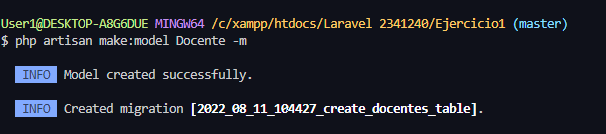 User1@DESKTOP-A8G6DUE MINGW64 /c/xampp/htdocs/Laravel 2341240/Ejercicio1 (master)
$ php artisan make:model Docente -m
INFO Model created successfully.
INFO Created migration [2022_08_11_104427_create_docentes_table].